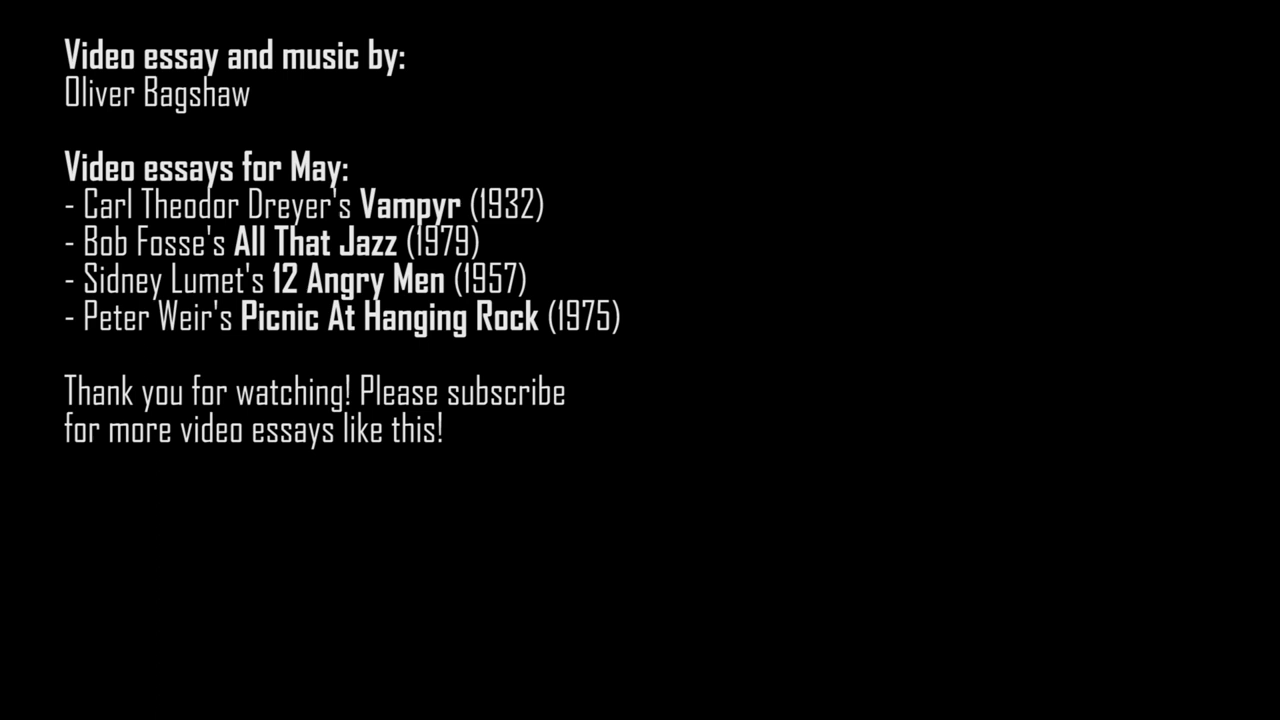 Video essay and music by:
Oliver Bagshaw
Video essays for May:
- Carl Theodor Dreyer's Vampyr (1932)
- Bob Fosse's All That Jazz (1979)
- Sidney Lumet's 12 Angry Men (1957)
- Peter Weir's Picnic At Hanging Rock (1975)
Thank you for watching! Please subscribe
for more video essays like this!